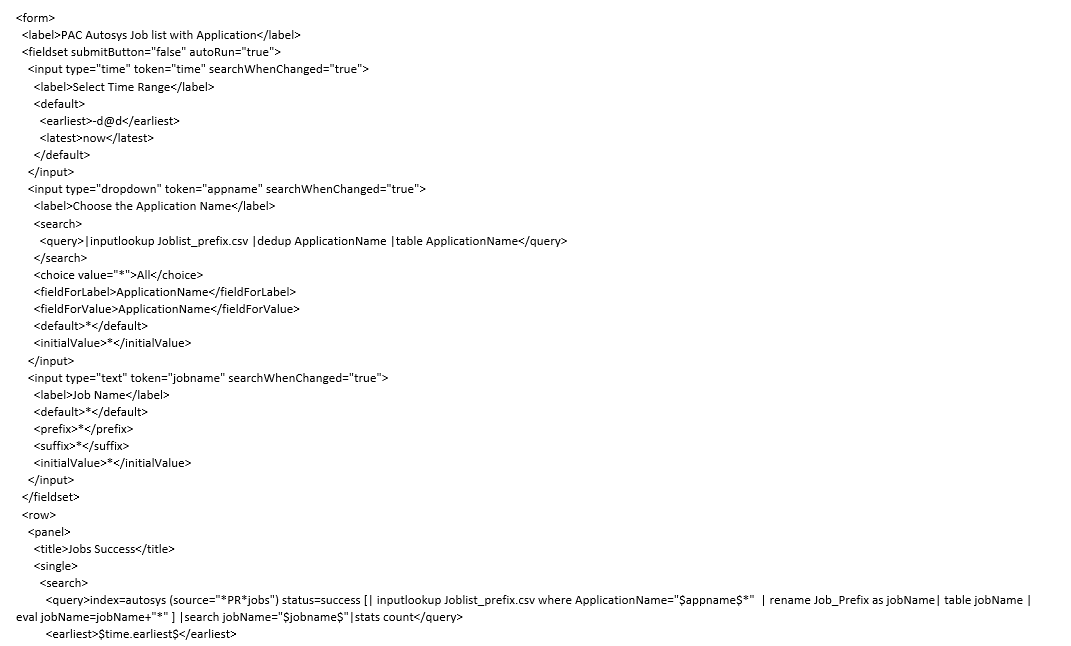 <form>
<label>PAC Autosys Job list with Application</label>
<fieldset submitButton="false" autoRun="true">
<input type="time" token="time" searchWhenChanged="true">
<label>Select Time Range</label>
<default>
<earliest>-d@d</earliest>
<latest>now</latest>
</default>
</input>
<input type="dropdown" token="appname" searchWhenChanged="true">
<label>Choose the Application Name</label>
<search>
<query>|inputlookup Joblist_prefix.csv |dedup ApplicationName |table ApplicationName</query>
</search>
<choice value="*">All</choice>
<fieldForLabel>ApplicationName</fieldForLabel>
<fieldForValue>ApplicationName</fieldForValue>
<default>*</default>
<initialValue>*</initialValue>
</input>
<input type="text" token="jobname" searchWhenChanged="true">
<label>Job Name</label>
<default>*</default>
<prefix>*</prefix>
<suffix>*</suffix>
<initialValue>*</initialValue>
</input>
</fieldset>
<row>
<panel>
<title>Jobs Success</title>
<single>
<search>
<query>index=autosys (source="*PR*jobs") status=success [| inputlookup Joblist_prefix.csv where ApplicationName="$appname$*" | rename Job_Prefix as jobName| table jobName |
eval jobName=jobName+"*" ] |search jobName="$jobname$"|stats count</query>
<earliest>$time.earliest$</earliest>